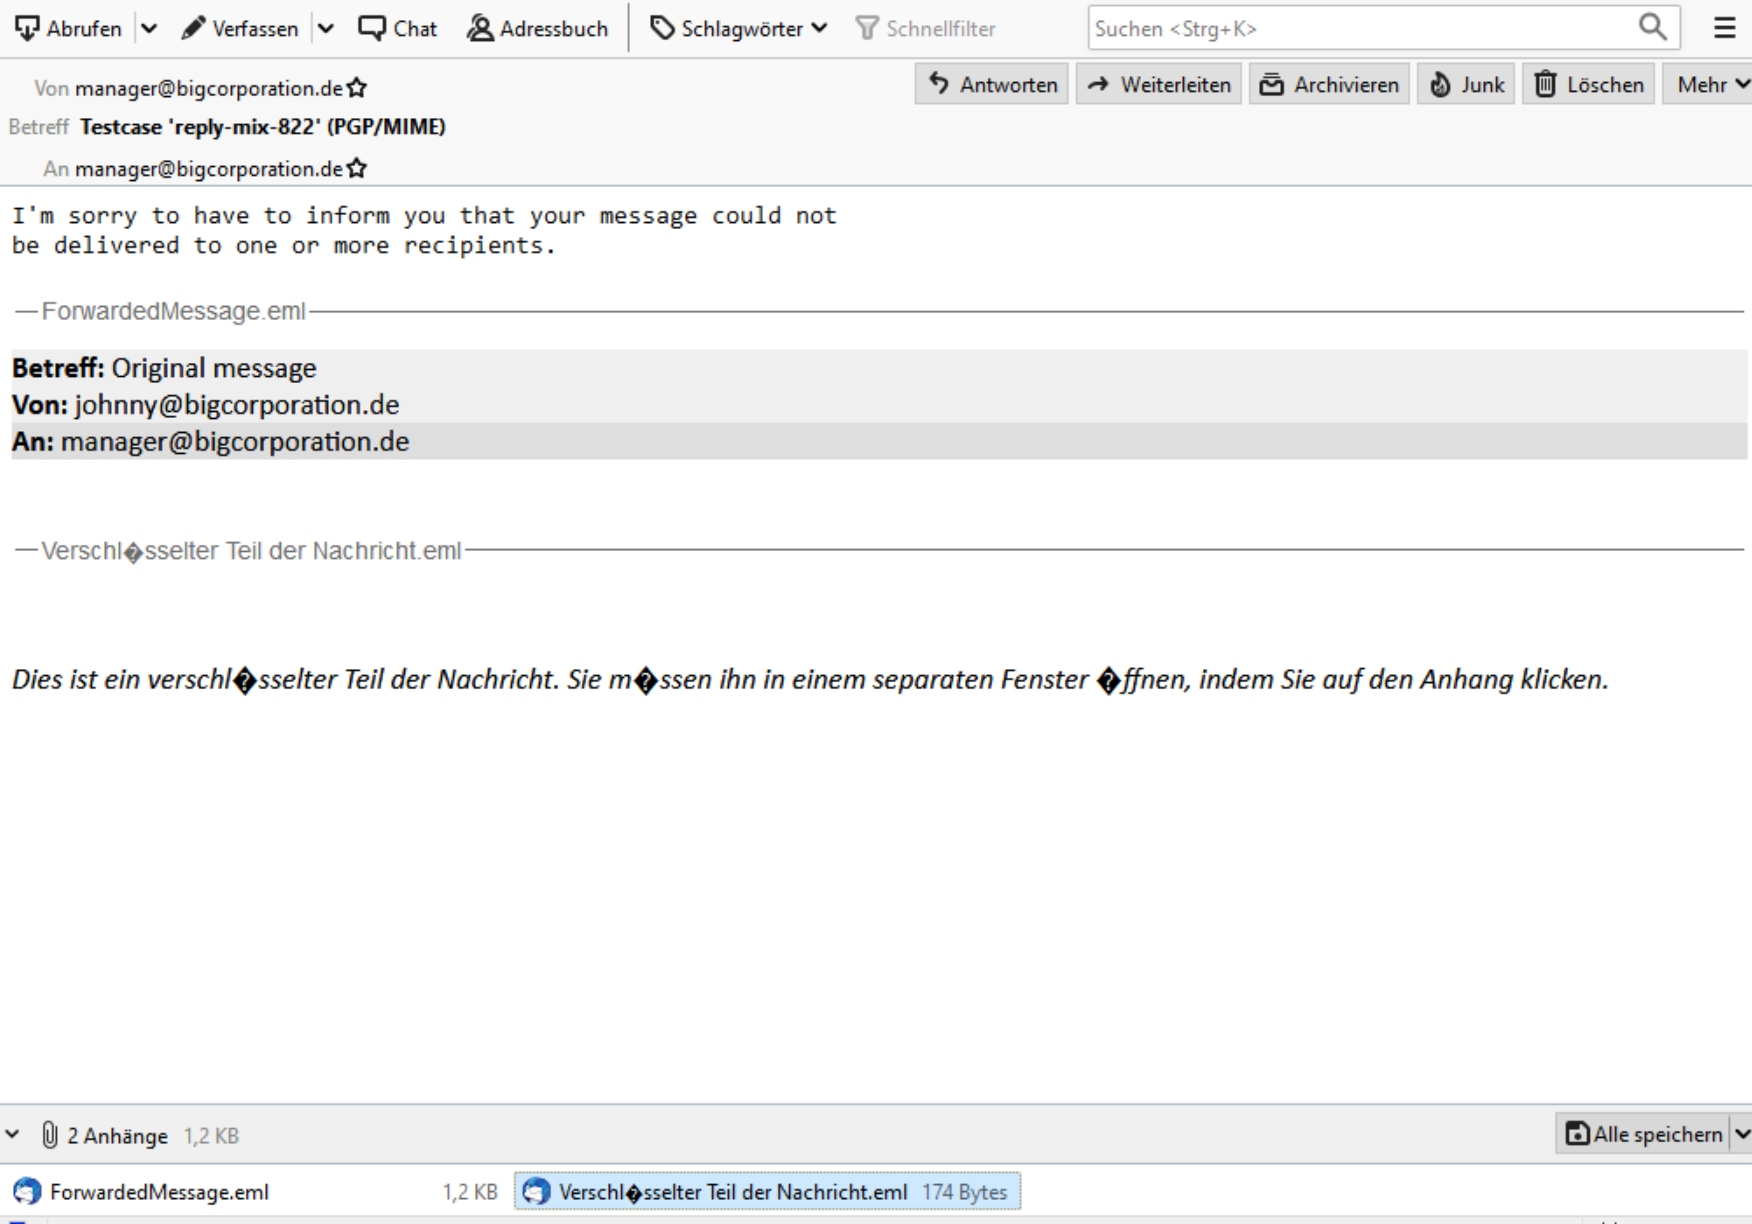 Abrufen Verfassen Chat Adressbuch Schlagwörter Schnellfilter Suchen <Strg+K>
Von manager@bigcorporation.de Antworten Weiterleiten Archivieren Junk Löschen Mehr
Betreff Testcase 'reply-mix-822' (PGP/MIME)
An manager@bigcorporation.de
I'm sorry to have to inform you that your message could not
be delivered to one or more recipients.
ForwardedMessage.eml
Betreff: Original message
Von: johnny@bigcorporation.de
An: manager@bigcorporation.de
Verschl�sselter Teil der Nachricht.eml
Dies ist ein verschl�sselter Teil der Nachricht. Sie m�ssen ihn in einem separaten Fenster �ffnen, indem Sie auf den Anhang klicken.
2 Anhänge 1,2 KB Alle speichern
ForwardedMessage.eml 1,2 KB Verschl�sselter Teil der Nachricht.eml 174 Bytes